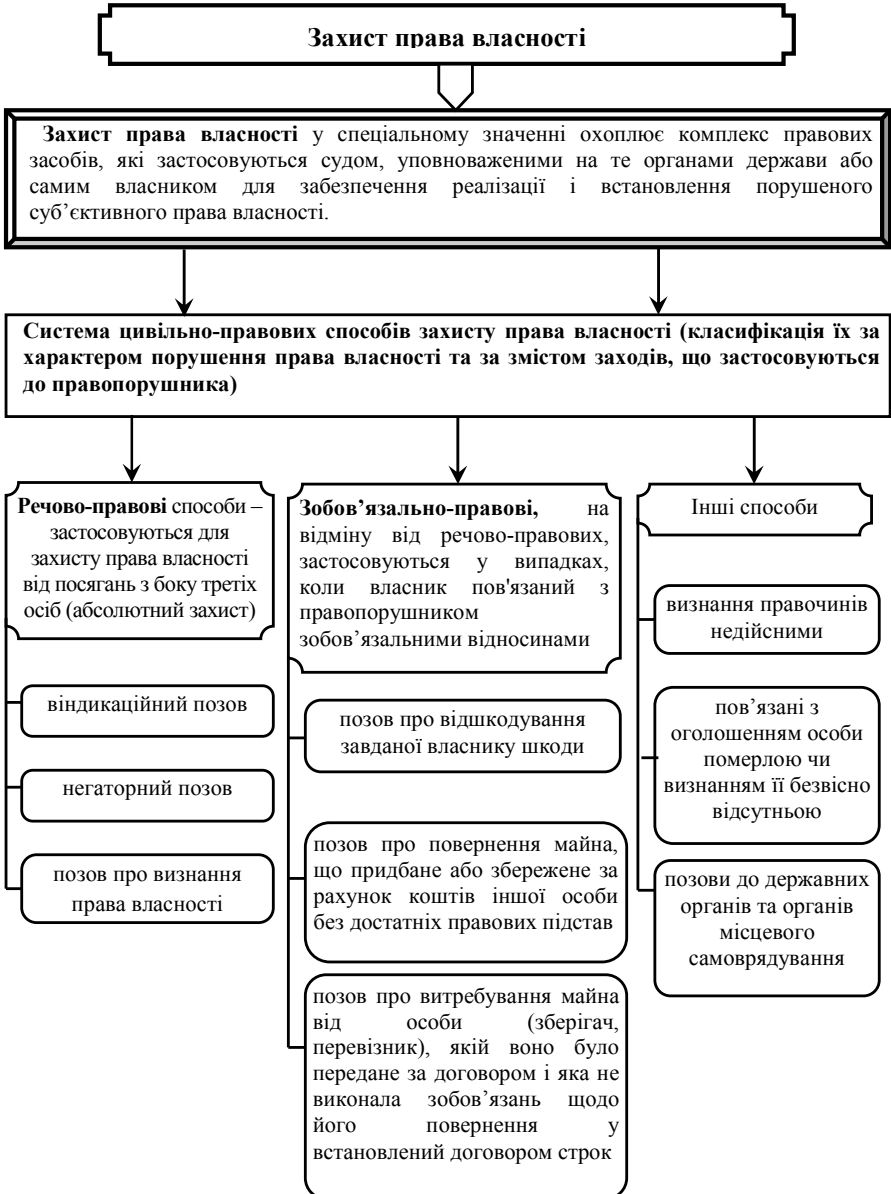 Захист права власності
Захист права власності у спеціальному значенні охоплює комплекс правових
засобів, які застосовуються судом, уповноваженими на те органами держави або
самим власником для забезпечення реалізації і встановлення порушеного
суб’єктивного права власності.
Система цивільно-правових способів захисту права власності (класифікація їх за
характером порушення права власності та за змістом заходів, що застосовуються
до правопорушника)
Речово-правові способи –
застосовуються для
захисту права власності
від посягань з боку третіх
осіб (абсолютний захист)
віндикаційний позов
негаторний позов
позов про визнання
права власності
Зобов’язально-правові, на
відміну від речово-правових,
застосовуються у випадках,
коли власник пов'язаний з
правопорушником
зобов’язальними відносинами
позов про відшкодування
завданої власнику шкоди
позов про повернення майна,
що придбане або збережене за
рахунок коштів іншої особи
без достатніх правових підстав
позов про витребування майна
від особи (зберігач,
перевізник), якій воно було
передане за договором і яка не
виконала зобов’язань щодо
його повернення у
встановлений договором строк
Інші способи
визнання правочинів
недійсними
пов’язані з
оголошенням особи
померлою чи
визнанням її безвісно
відсутньою
позови до державних
органів та органів
місцевого
самоврядування